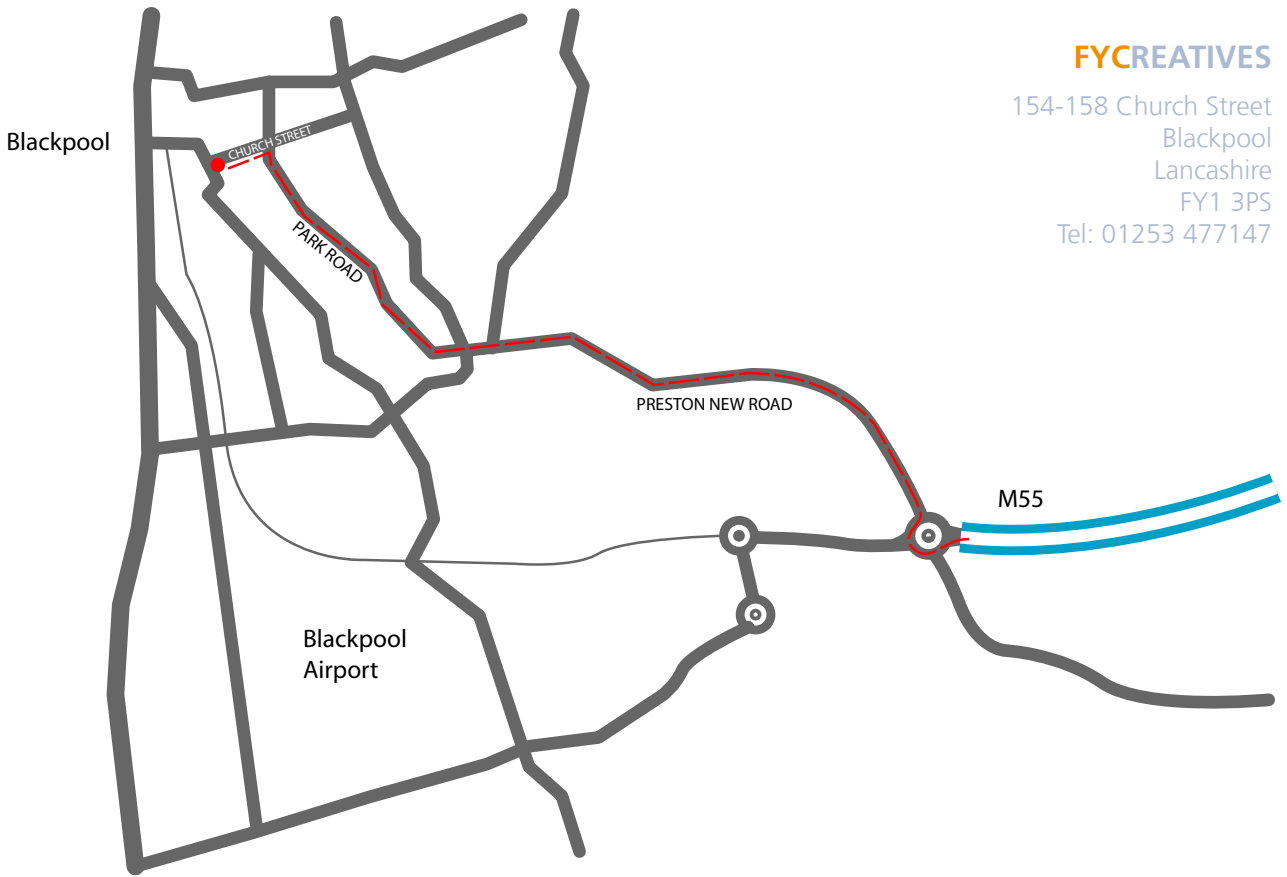 FYCREATIVES
154-158 Church Street
Blackpool
Lancashire
FY1 3PS
Tel: 01253 477147
Blackpool
CHURCH STREET
PARK ROAD
PRESTON NEW ROAD
M55
Blackpool
Airport